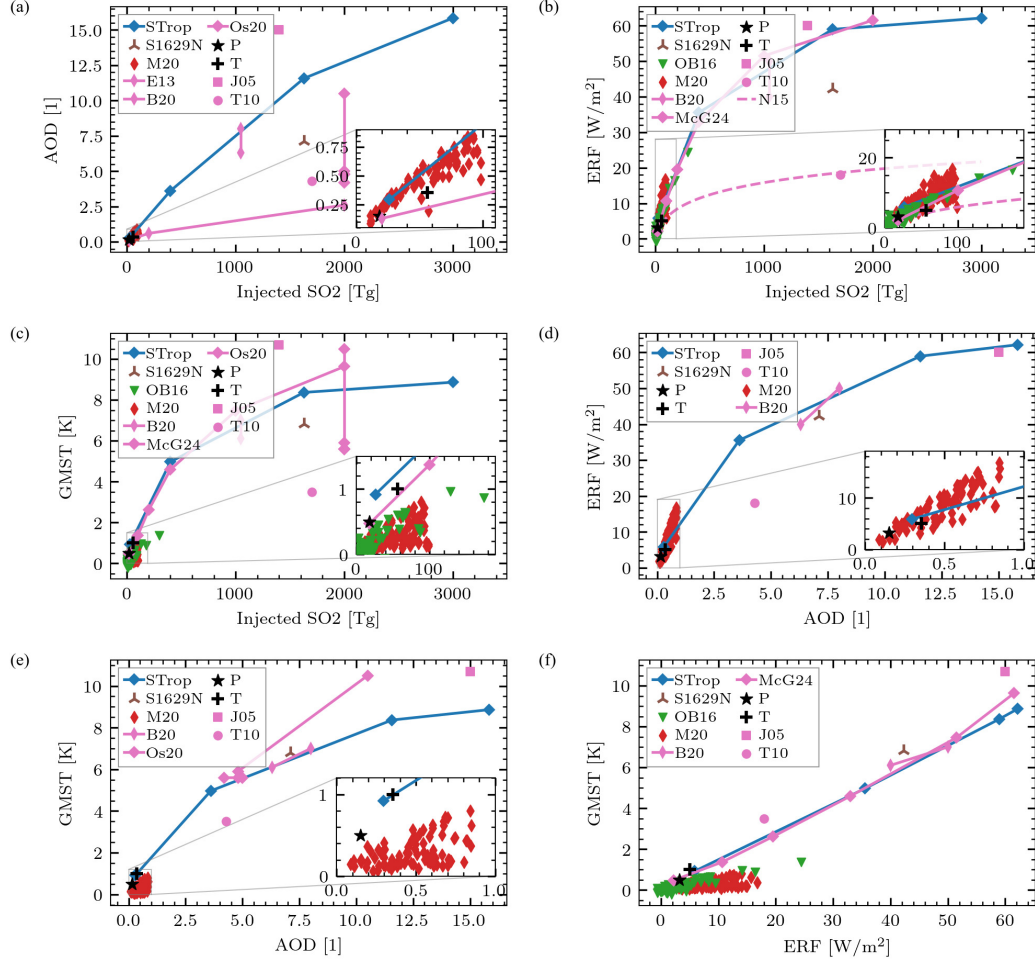 (a)
AOD [1]
15.0
12.5
10.0
7.5
5.0
2.5
0.0
STrop
S1629N
M20
E13
B20
Os20
P
T
J05
T10
0.75
0.50
0.25
0
100
0
1000
2000
3000
Injected SO2 [Tg]
(b)
ERF [W/m²]
60
50
40
30
20
10
0
STrop
S1629N
OB16
M20
B20
McG24
P
T
J05
T10
N15
20
0
0
100
0
1000
2000
3000
Injected SO2 [Tg]
(c)
GMST [K]
10
8
6
4
2
0
STrop
S1629N
OB16
M20
B20
McG24
Os20
P
T
J05
T10
1
0
0
100
0
1000
2000
3000
Injected SO2 [Tg]
(d)
ERF [W/m²]
60
50
40
30
20
10
0
STrop
S1629N
P
T
J05
T10
M20
B20
10
0
0.0
0.5
1.0
0.0
2.5
5.0
7.5
10.0
12.5
15.0
AOD [1]
(e)
GMST [K]
10
8
6
4
2
0
STrop
S1629N
M20
B20
Os20
P
T
J05
T10
1
0
0.0
0.5
1.0
0.0
2.5
5.0
7.5
10.0
12.5
15.0
AOD [1]
(f)
GMST [K]
10
8
6
4
2
0
STrop
S1629N
OB16
M20
B20
McG24
P
T
J05
T10
0
10
20
30
40
50
60
ERF [W/m²]